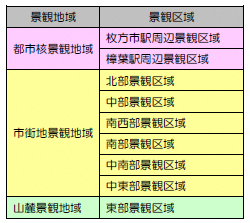 景観地域 景観区域
都市核景観地域 枚方市駅周辺景観区域
樟葉駅周辺景観区域
市街地景観地域 北部景観区域
中部景観区域
南西部景観区域
南部景観区域
中南部景観区域
中東部景観区域
山麓景観地域 東部景観区域